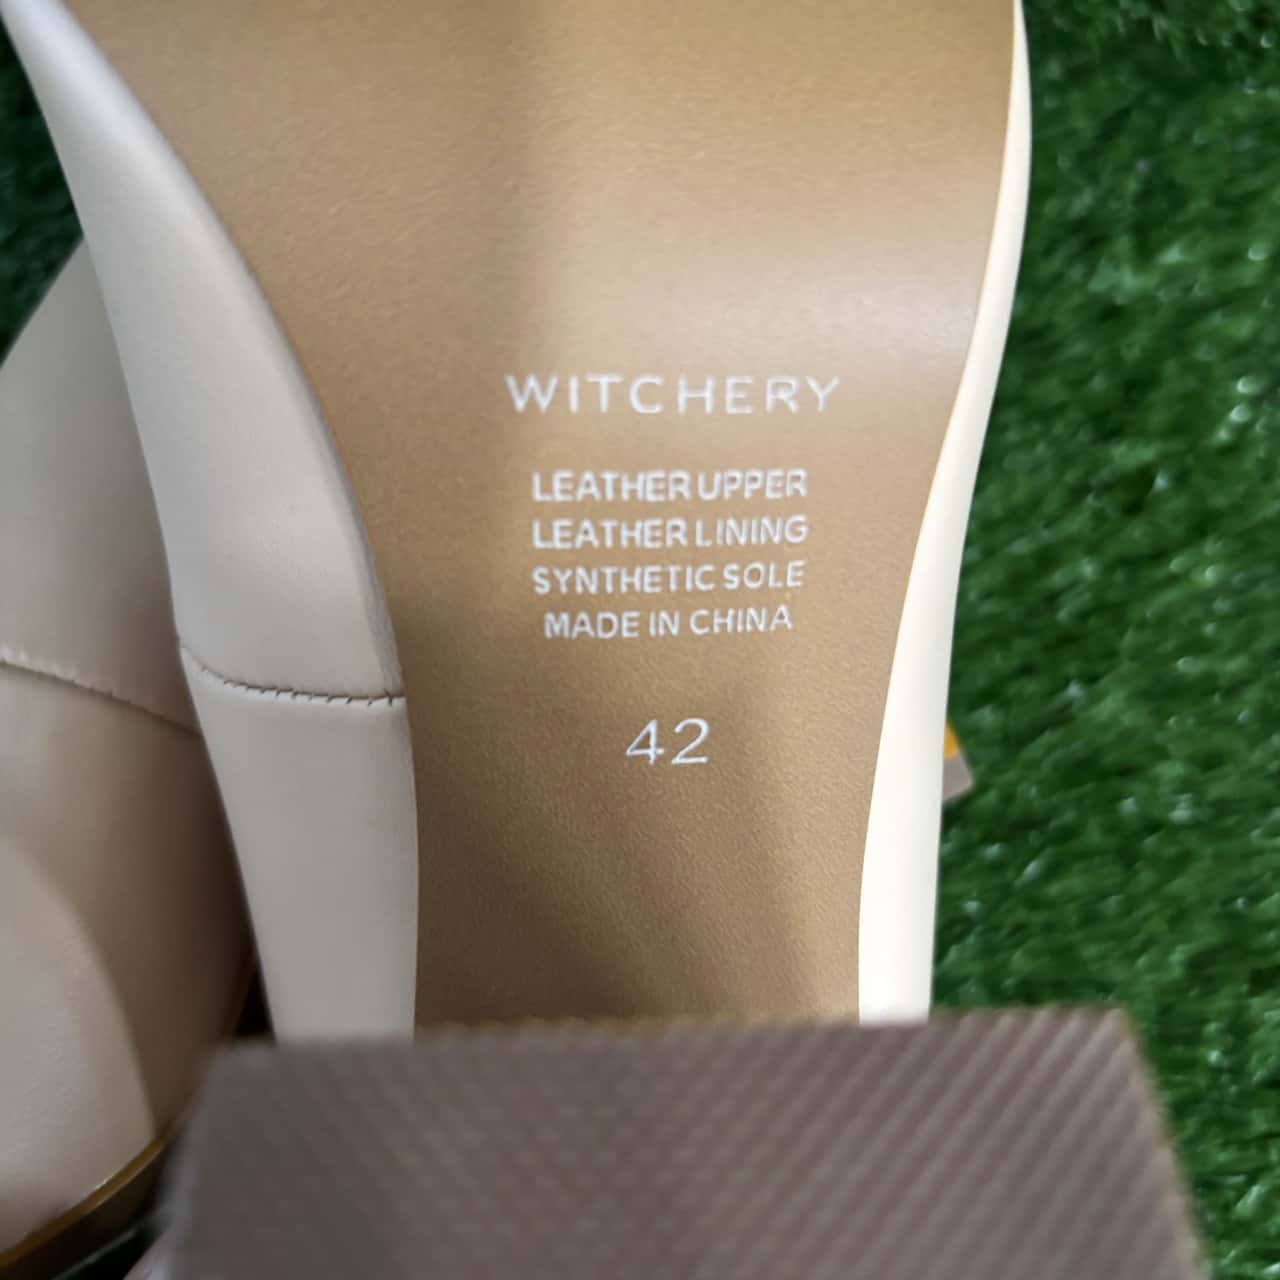 WITCHERY
LEATHER UPPER
LEATHER LINING
SYNTHETIC SOLE
MADE IN CHINA
42